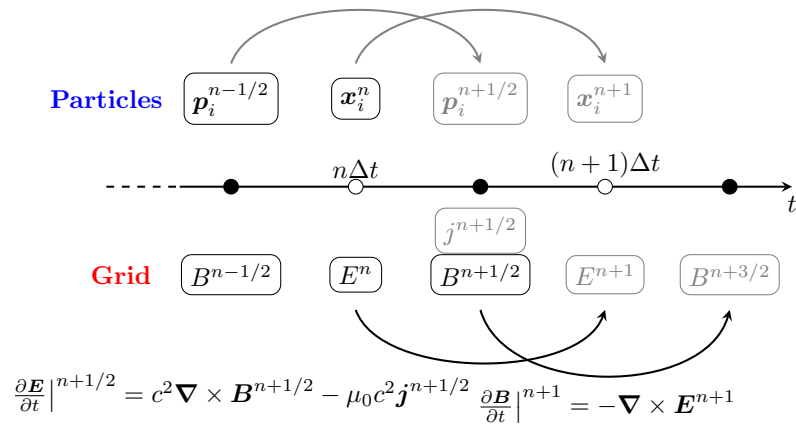 Particles p_i^{n−1/2} x_i^n p_i^{n+1/2} x_i^{n+1}
nΔt (n + 1)Δt
t
j^{n+1/2}
Grid B^{n−1/2} E^n B^{n+1/2} E^{n+1} B^{n+3/2}
∂E/∂t|^{n+1/2} = c^2 ∇ × B^{n+1/2} − μ_0 c^2 j^{n+1/2} ∂B/∂t|^{n+1} = −∇ × E^{n+1}